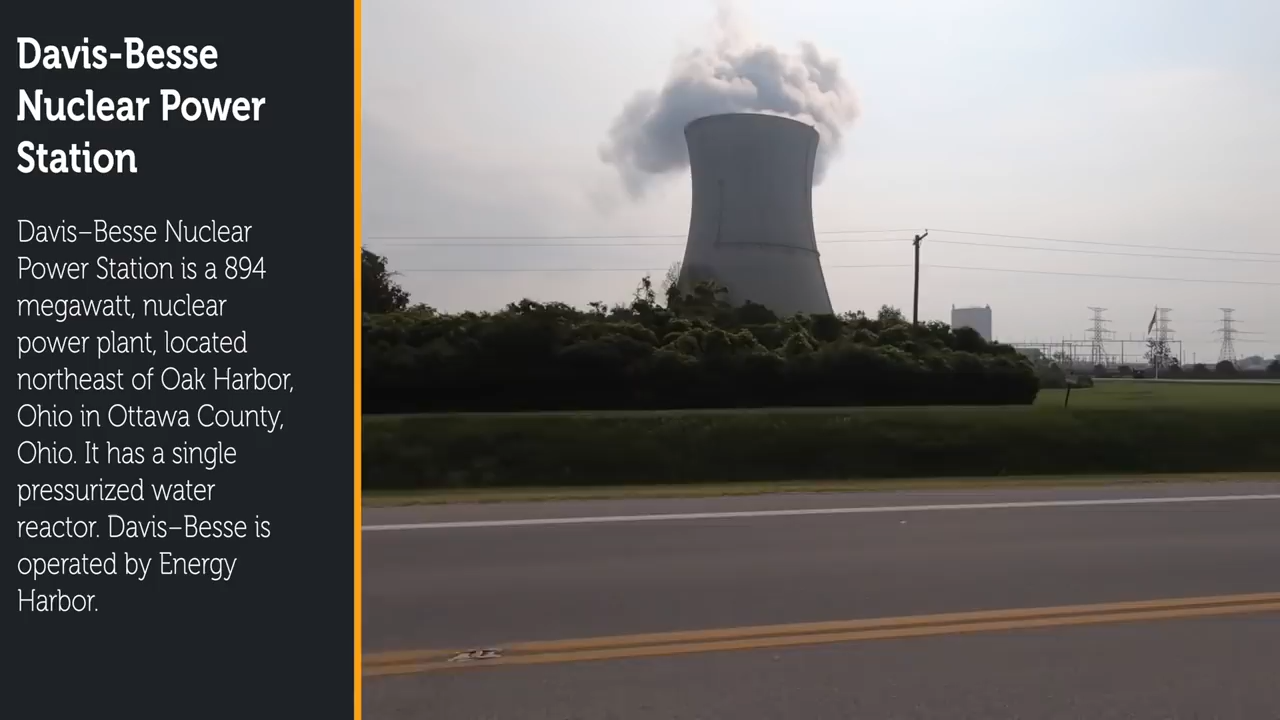 Davis-Besse
Nuclear Power
Station
Davis–Besse Nuclear
Power Station is a 894
megawatt, nuclear
power plant, located
northeast of Oak Harbor,
Ohio in Ottawa County,
Ohio. It has a single
pressurized water
reactor. Davis–Besse is
operated by Energy
Harbor.